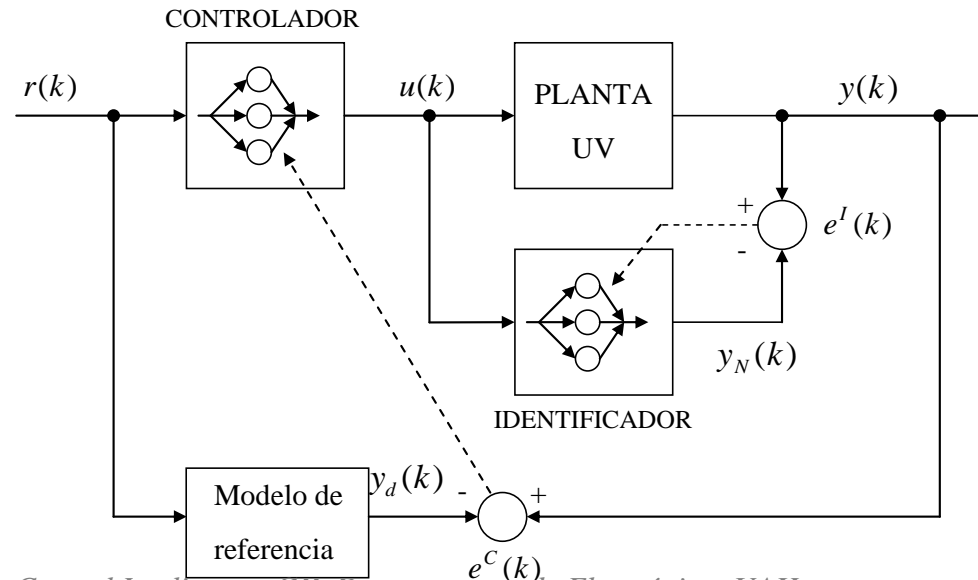 CONTROLADOR
r(k)
u(k)
PLANTA
UV
y(k)
+
-
e^I(k)
y_N(k)
IDENTIFICADOR
Modelo de
referencia
y_d(k)
-
+
e^C(k)